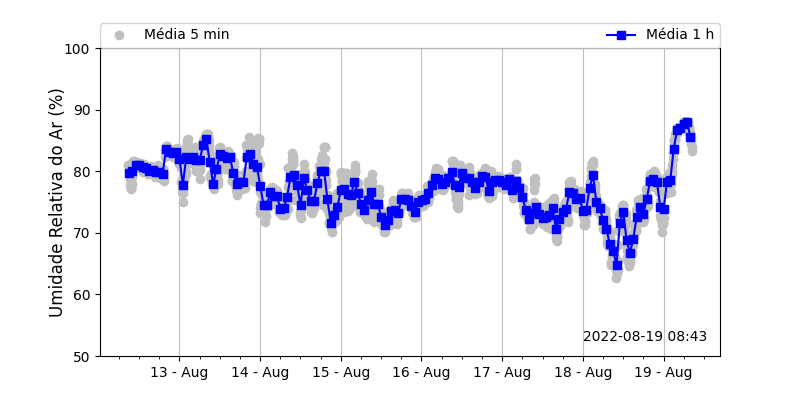 Média 5 min
Média 1 h
Umidade Relativa do Ar (%)
100
90
80
70
60
50
2022-08-19 08:43
13 - Aug
14 - Aug
15 - Aug
16 - Aug
17 - Aug
18 - Aug
19 - Aug